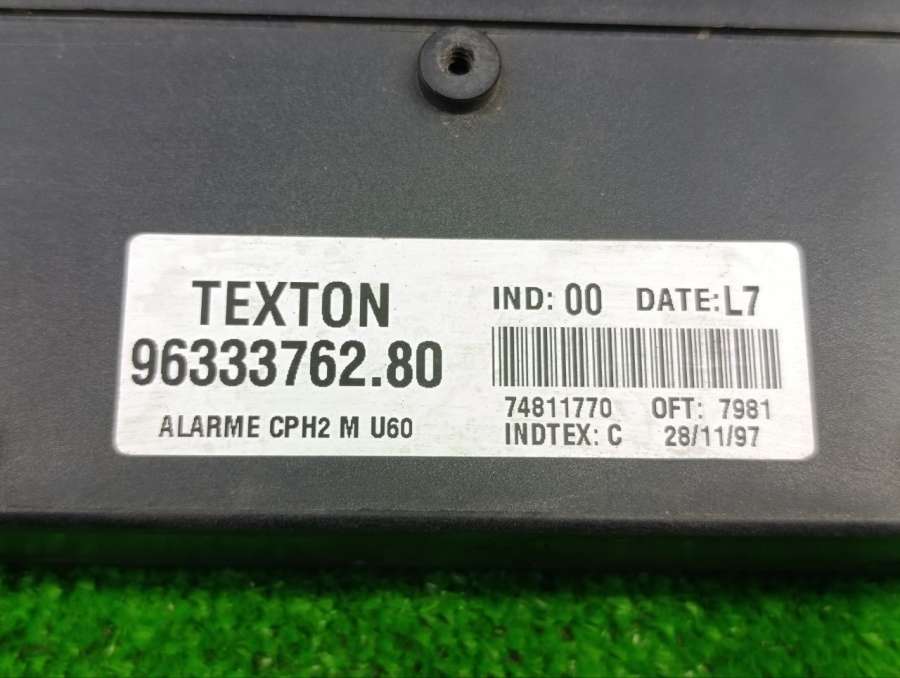 TEXTON
96333762.80
ALARME CPH2 M U60
IND: 00 DATE:L7
74811770 OFT: 7981
INDTEX: C 28/11/97